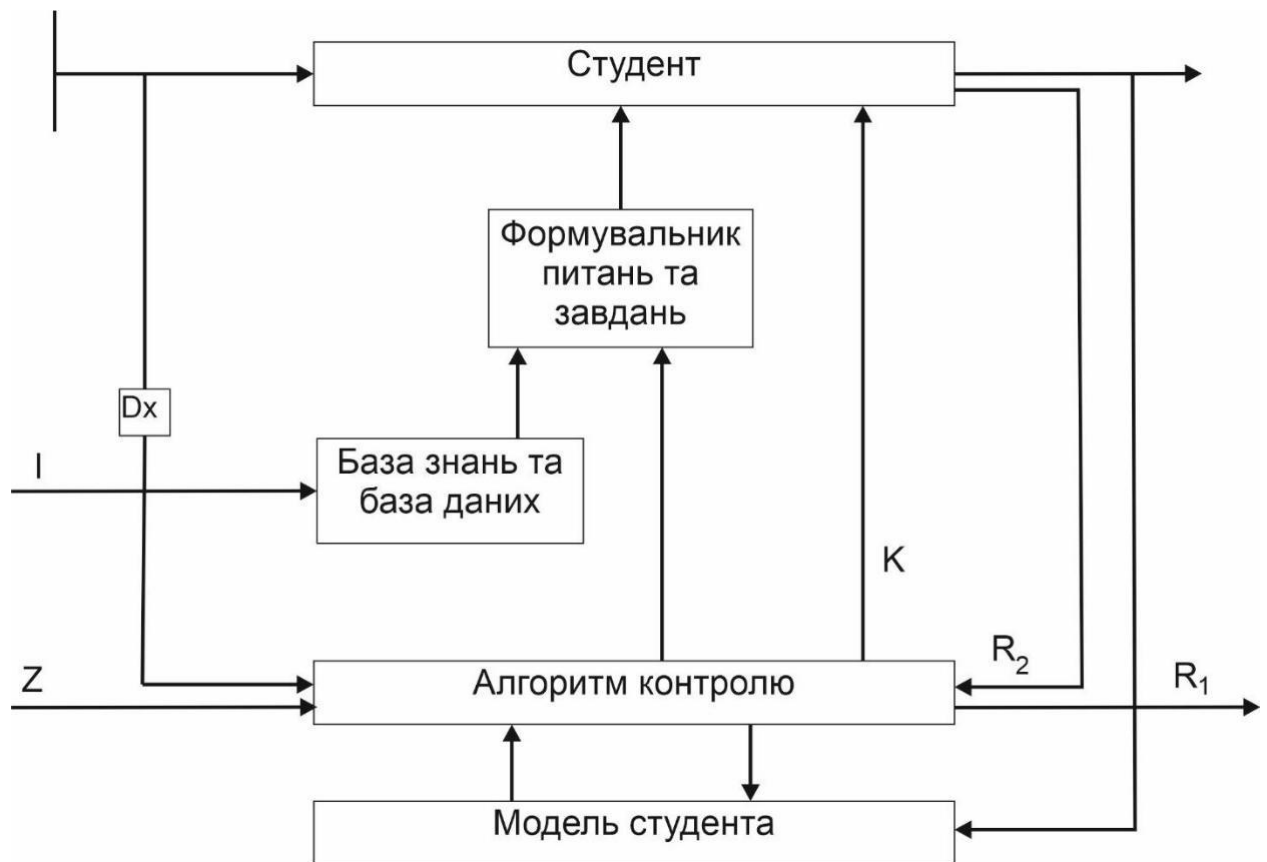 Студент
Формувальник
питань та
завдань
Dx
I
База знань та
база даних
K
Z
Алгоритм контролю
R₂
R₁
Модель студента